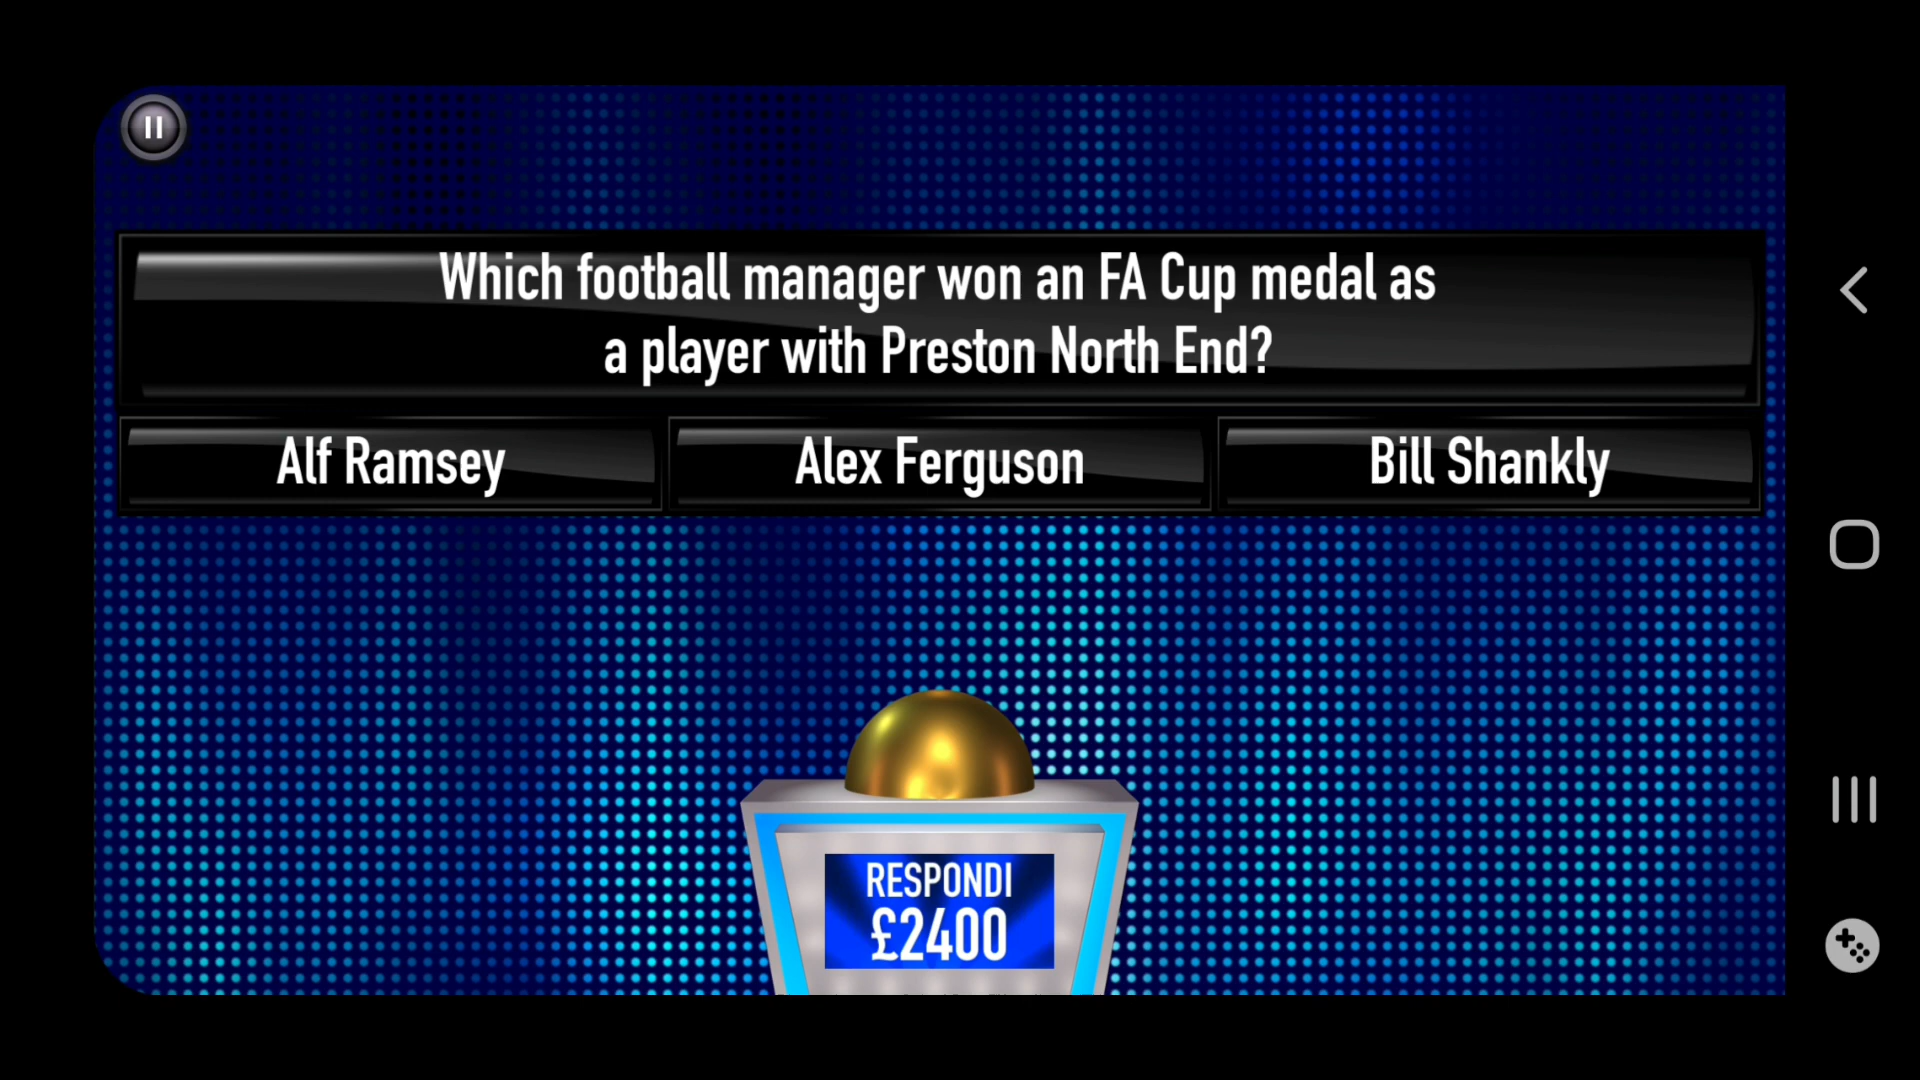 Which football manager won an FA Cup medal as
a player with Preston North End?
Alf Ramsey
Alex Ferguson
Bill Shankly
RESPONDI
£2400